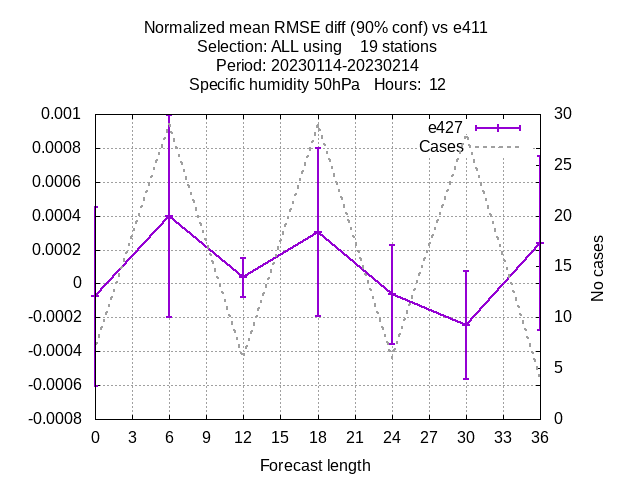 Normalized mean RMSE diff (90% conf) vs e411
Selection: ALL using    19 stations
Period: 20230114-20230214
Specific humidity 50hPa   Hours:  12
0.001
0.0008
0.0006
0.0004
0.0002
0
-0.0002
-0.0004
-0.0006
-0.0008
30
25
20
15
10
5
0
e427
Cases
No cases
0 3 6 9 12 15 18 21 24 27 30 33 36
Forecast length